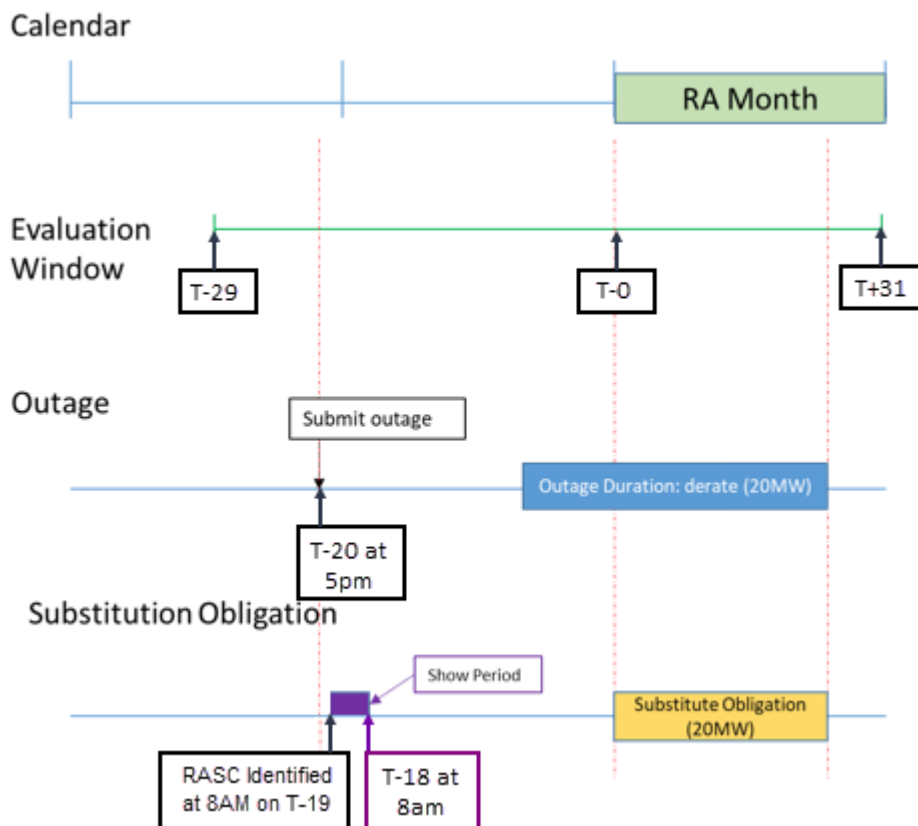 Calendar
RA Month
Evaluation
Window
T-29
T-0
T+31
Outage
Submit outage
Outage Duration: derate (20MW)
T-20 at
5pm
Substitution Obligation
Show Period
Substitute Obligation
(20MW)
RASC Identified
at 8AM on T-19
T-18 at
8am